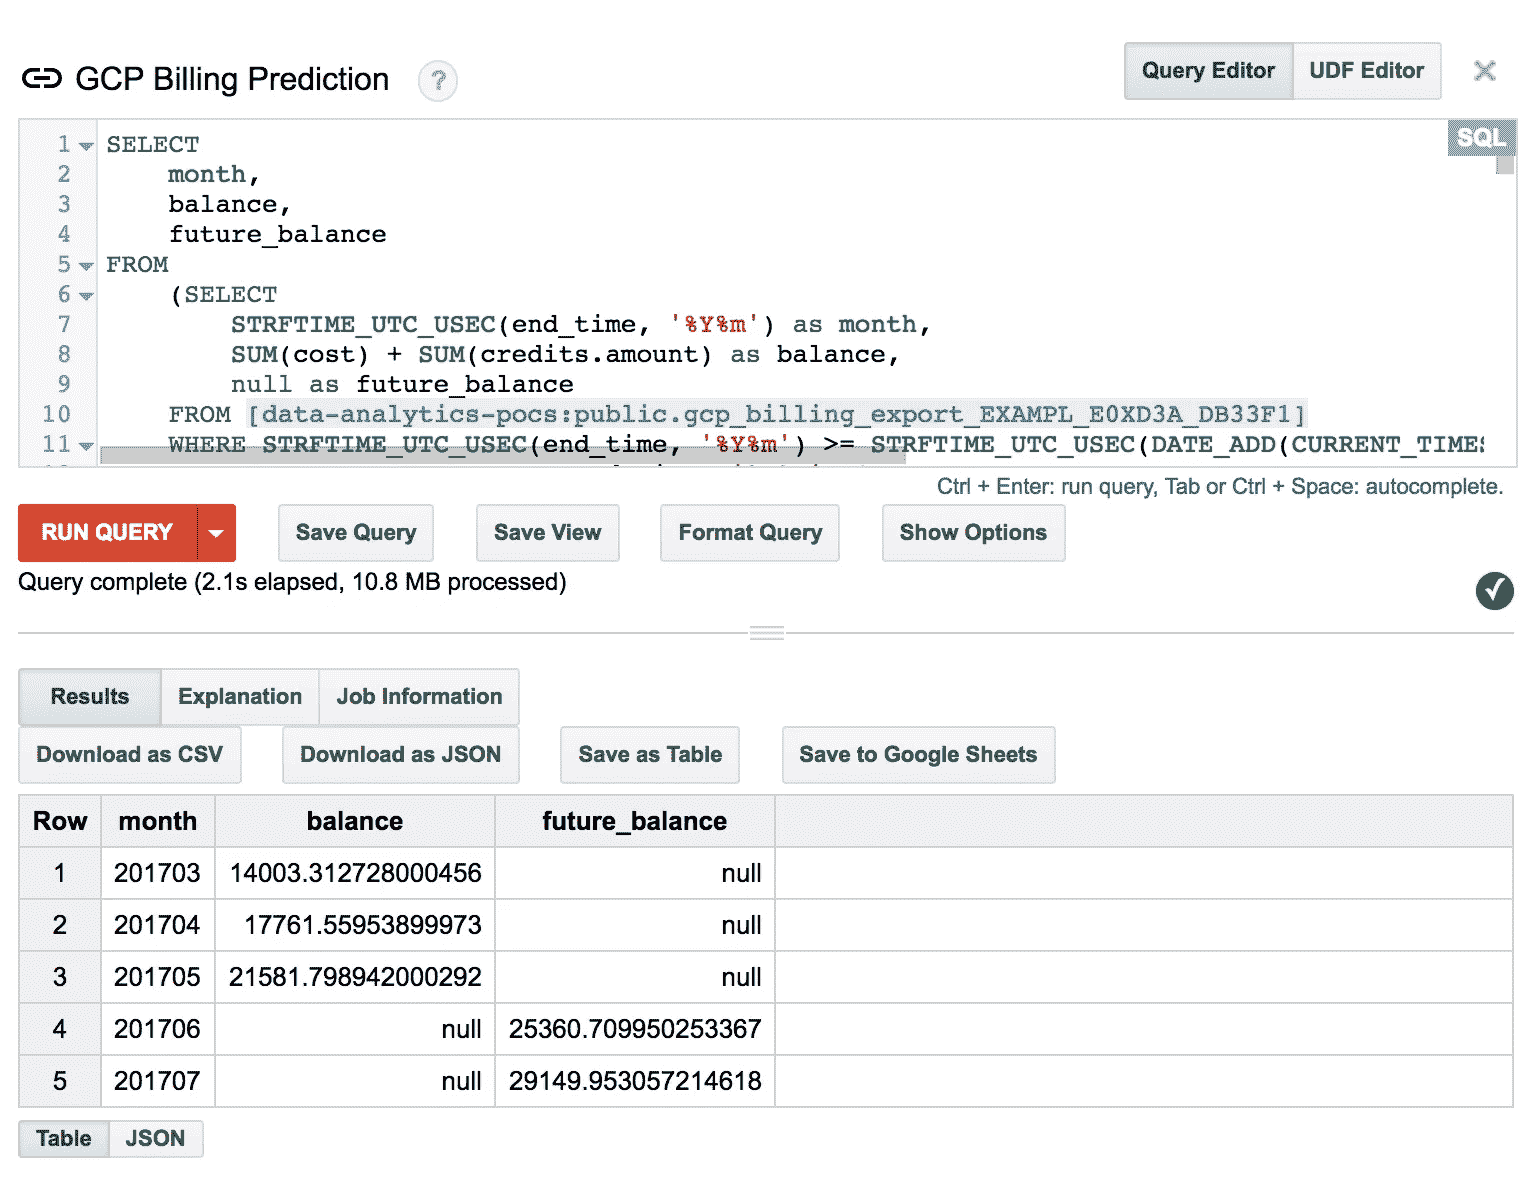 GCP Billing Prediction ?
Query Editor UDF Editor ×
SQL
1 SELECT
2 month,
3 balance,
4 future_balance
5 FROM
6 (SELECT
7 STRFTIME_UTC_USEC(end_time, '%Y%m') as month,
8 SUM(cost) + SUM(credits.amount) as balance,
9 null as future_balance
10 FROM [data-analytics-pocs:public.gcp_billing_export_EXAMPL_E0XD3A_DB33F1]
11 WHERE STRFTIME_UTC_USEC(end_time, '%Y%m') >= STRFTIME_UTC_USEC(DATE_ADD(CURRENT_TIMES
Ctrl + Enter: run query, Tab or Ctrl + Space: autocomplete.
RUN QUERY Save Query Save View Format Query Show Options
Query complete (2.1s elapsed, 10.8 MB processed)
Results Explanation Job Information
Download as CSV Download as JSON Save as Table Save to Google Sheets
Row month balance future_balance
1 201703 14003.312728000456 null
2 201704 17761.55953899973 null
3 201705 21581.798942000292 null
4 201706 null 25360.709950253367
5 201707 null 29149.953057214618
Table JSON